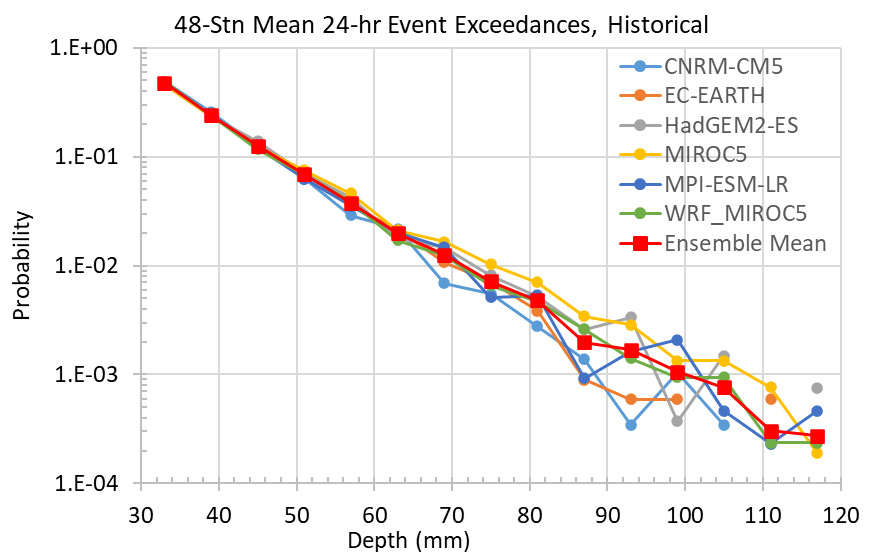 48-Stn Mean 24-hr Event Exceedances, Historical
1.E+00
1.E-01
1.E-02
1.E-03
1.E-04
Probability
CNRM-CM5
EC-EARTH
HadGEM2-ES
MIROC5
MPI-ESM-LR
WRF_MIROC5
Ensemble Mean
30 40 50 60 70 80 90 100 110 120
Depth (mm)